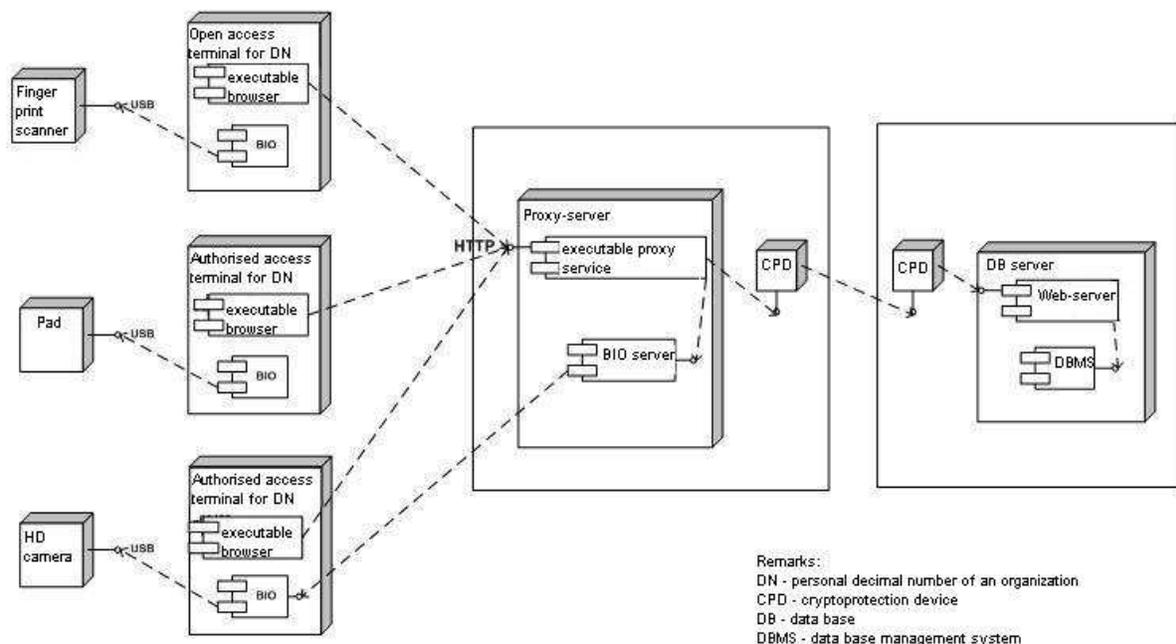 Open access
terminal for DN
executable
browser
BIO
Finger
print
scanner
USB
Authorised access
terminal for DN
executable
browser
BIO
Pad
USB
Authorised access
terminal for DN
executable
browser
BIO
HD
camera
USB
HTTP
Proxy-server
executable proxy
service
BIO server
CPD
CPD
DB server
Web-server
DBMS
Remarks:
DN - personal decimal number of an organization
CPD - cryptoprotection device
DB - data base
DBMS - data base management system